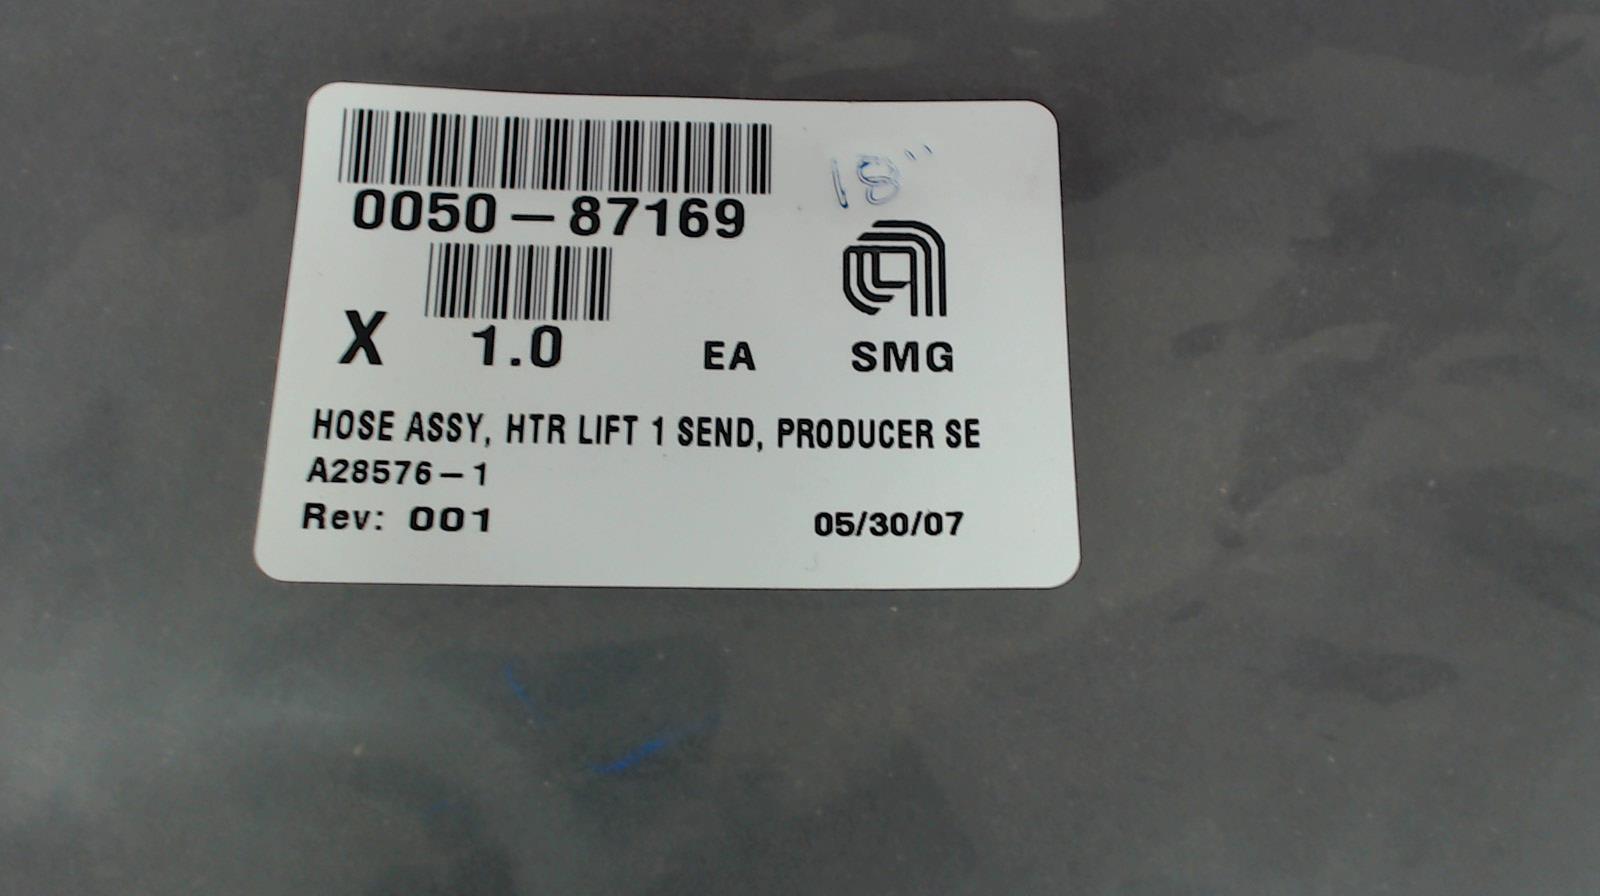 18"
0050-87169
X 1.0 EA SMG
HOSE ASSY, HTR LIFT 1 SEND, PRODUCER SE
A28576-1
Rev: 001 05/30/07